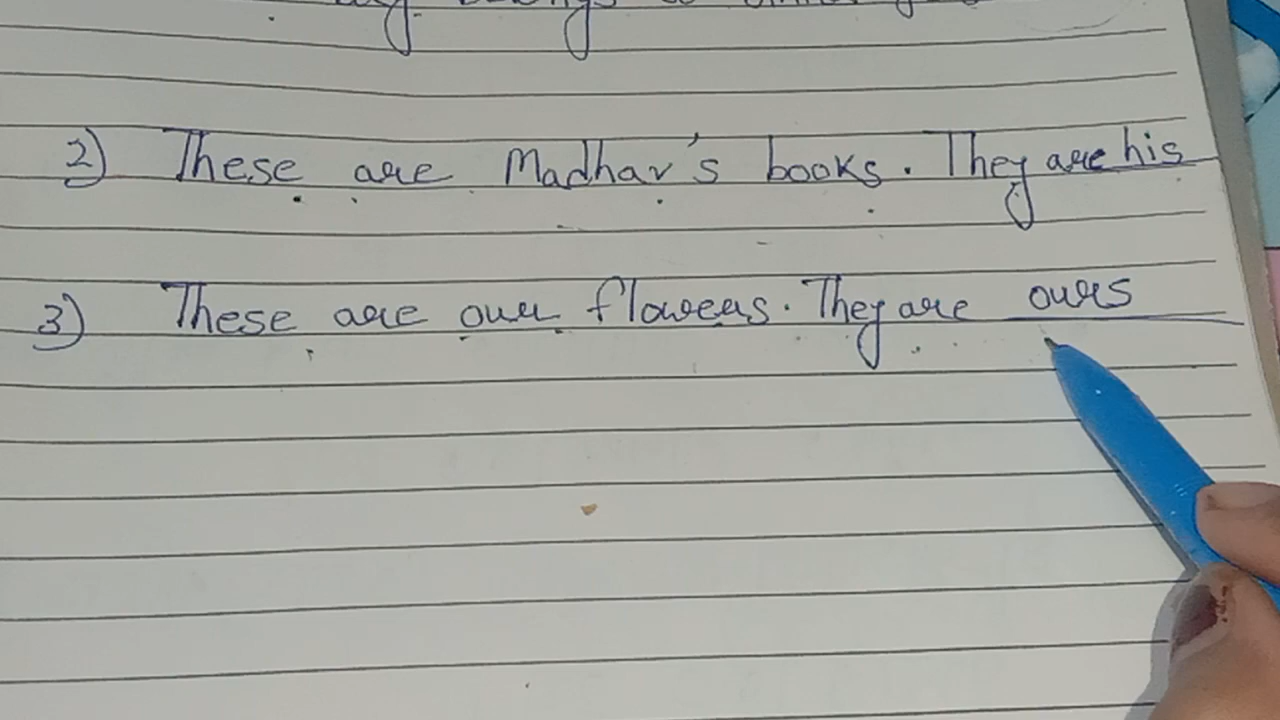 2) These are Madhav's books. They are his
3) These are our flowers. They are ours